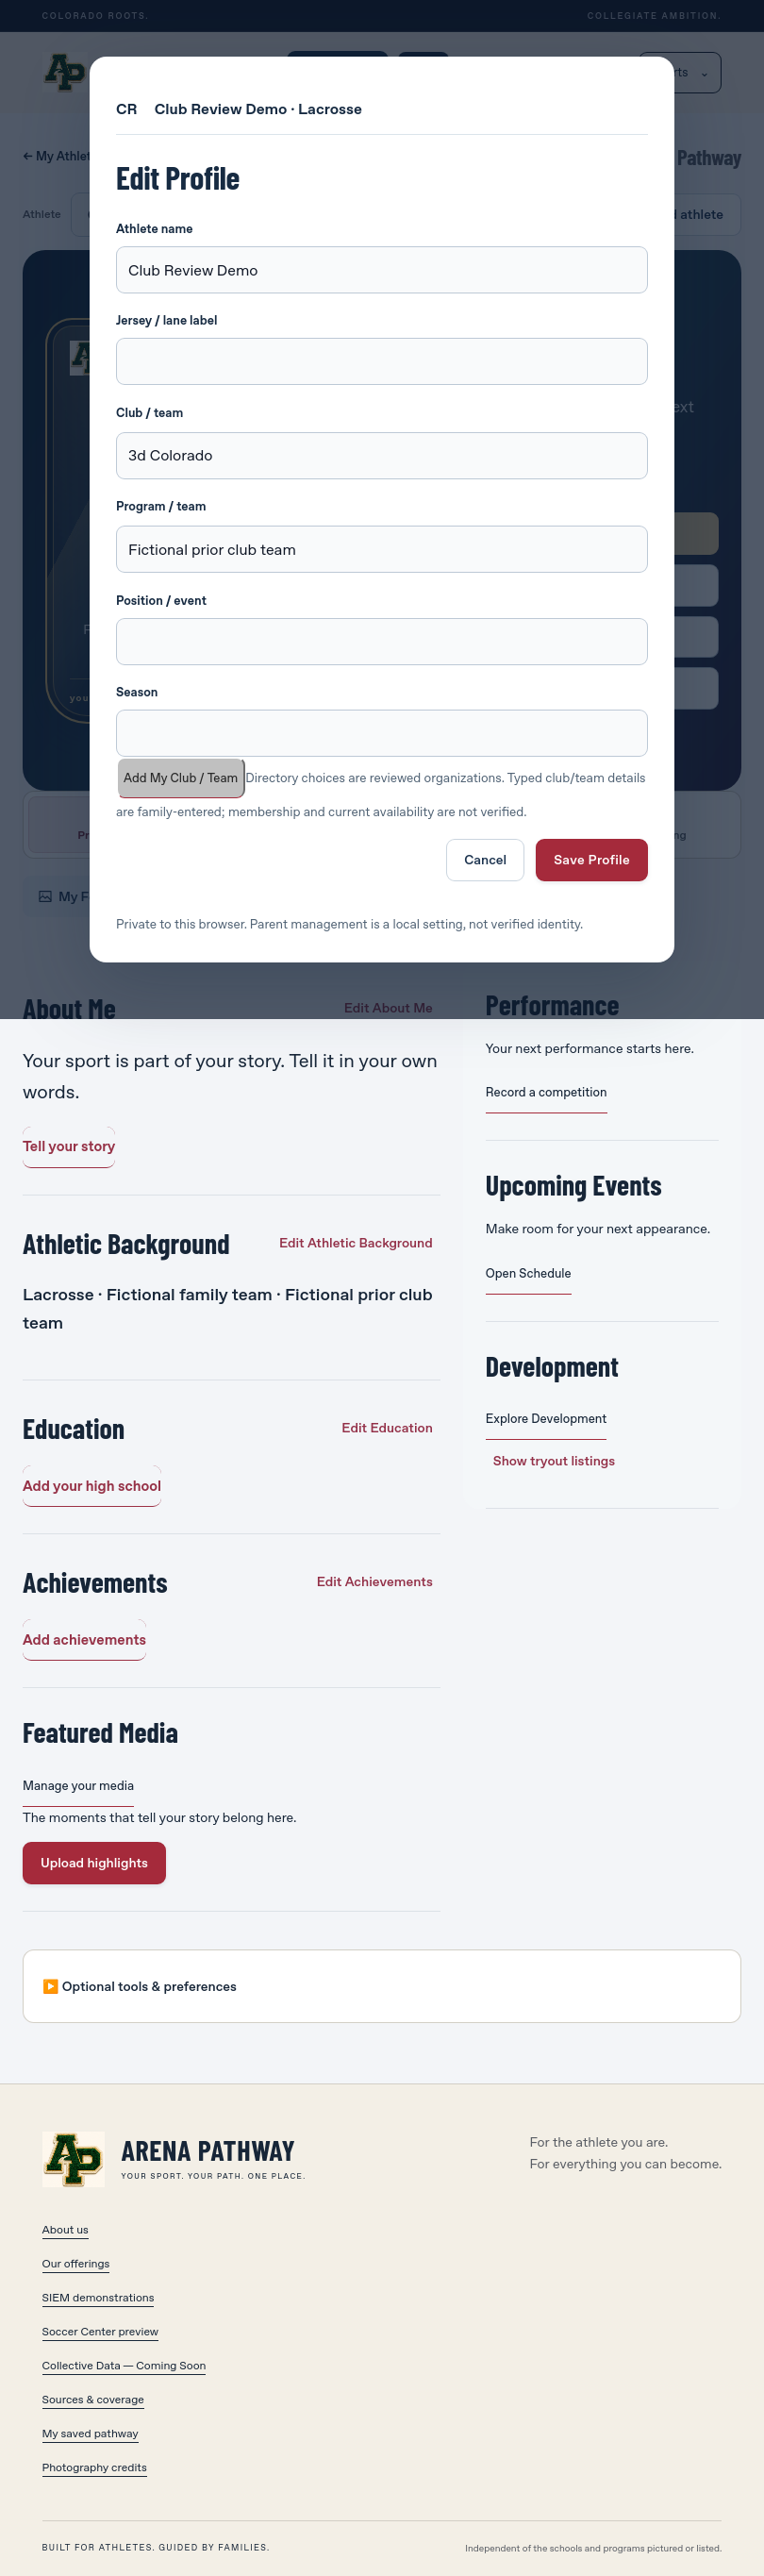 COLORADO ROOTS.
COLLEGIATE AMBITION.
AP
CR Club Review Demo · Lacrosse
← My Athlet
Pathway
Edit Profile
Athlete
athlete
Athlete name
Club Review Demo
Jersey / lane label
Club / team
3d Colorado
Program / team
Fictional prior club team
Position / event
Season
Add My Club / Team Directory choices are reviewed organizations. Typed club/team details
are family-entered; membership and current availability are not verified.
Cancel
Save Profile
My F
Private to this browser. Parent management is a local setting, not verified identity.
About Me
Edit About Me
Your sport is part of your story. Tell it in your own
words.
Tell your story
Athletic Background
Edit Athletic Background
Lacrosse · Fictional family team · Fictional prior club
team
Education
Edit Education
Add your high school
Achievements
Edit Achievements
Add achievements
Featured Media
Manage your media
The moments that tell your story belong here.
Upload highlights
Performance
Your next performance starts here.
Record a competition
Upcoming Events
Make room for your next appearance.
Open Schedule
Development
Explore Development
Show tryout listings
Optional tools & preferences
AP
ARENA PATHWAY
YOUR SPORT. YOUR PATH. ONE PLACE.
For the athlete you are.
For everything you can become.
About us
Our offerings
SIEM demonstrations
Soccer Center preview
Collective Data — Coming Soon
Sources & coverage
My saved pathway
Photography credits
BUILT FOR ATHLETES. GUIDED BY FAMILIES.
Independent of the schools and programs pictured or listed.